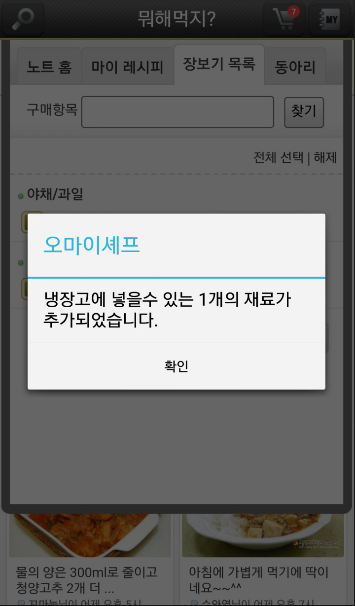 뭐해먹지?
7
MY
노트 홈
마이 레시피
장보기 목록
동아리
구매항목
찾기
전체 선택 | 해제
야채/과일
오마이셰프
냉장고에 넣을수 있는 1개의 재료가
추가되었습니다.
확인
물의 양은 300ml로 줄이고
청양고추 2개 더 ...
아침에 가볍게 먹기에 딱이
네요~~^^